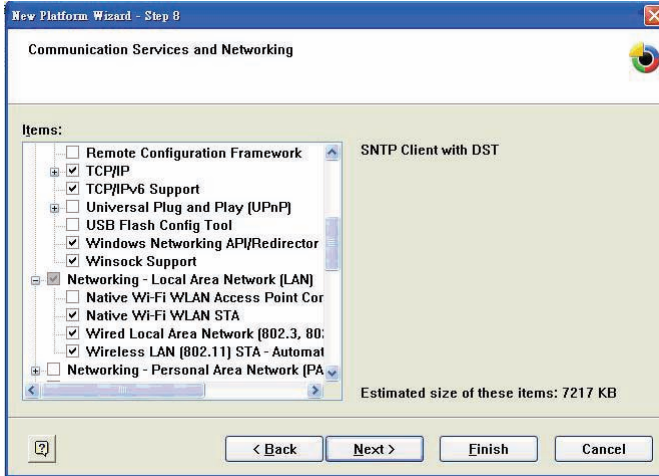 New Platform Wizard - Step 8
Communication Services and Networking
Items:
Remote Configuration Framework
TCP/IP
TCP/IPv6 Support
Universal Plug and Play (UPnP)
USB Flash Config Tool
Windows Networking API/Redirector
Winsock Support
Networking - Local Area Network (LAN)
Native Wi-Fi WLAN Access Point Cor
Native Wi-Fi WLAN STA
Wired Local Area Network (802.3, 80
Wireless LAN (802.11) STA - Automat
Networking - Personal Area Network (PA
SNTP Client with DST
Estimated size of these items: 7217 KB
< Back
Next >
Finish
Cancel